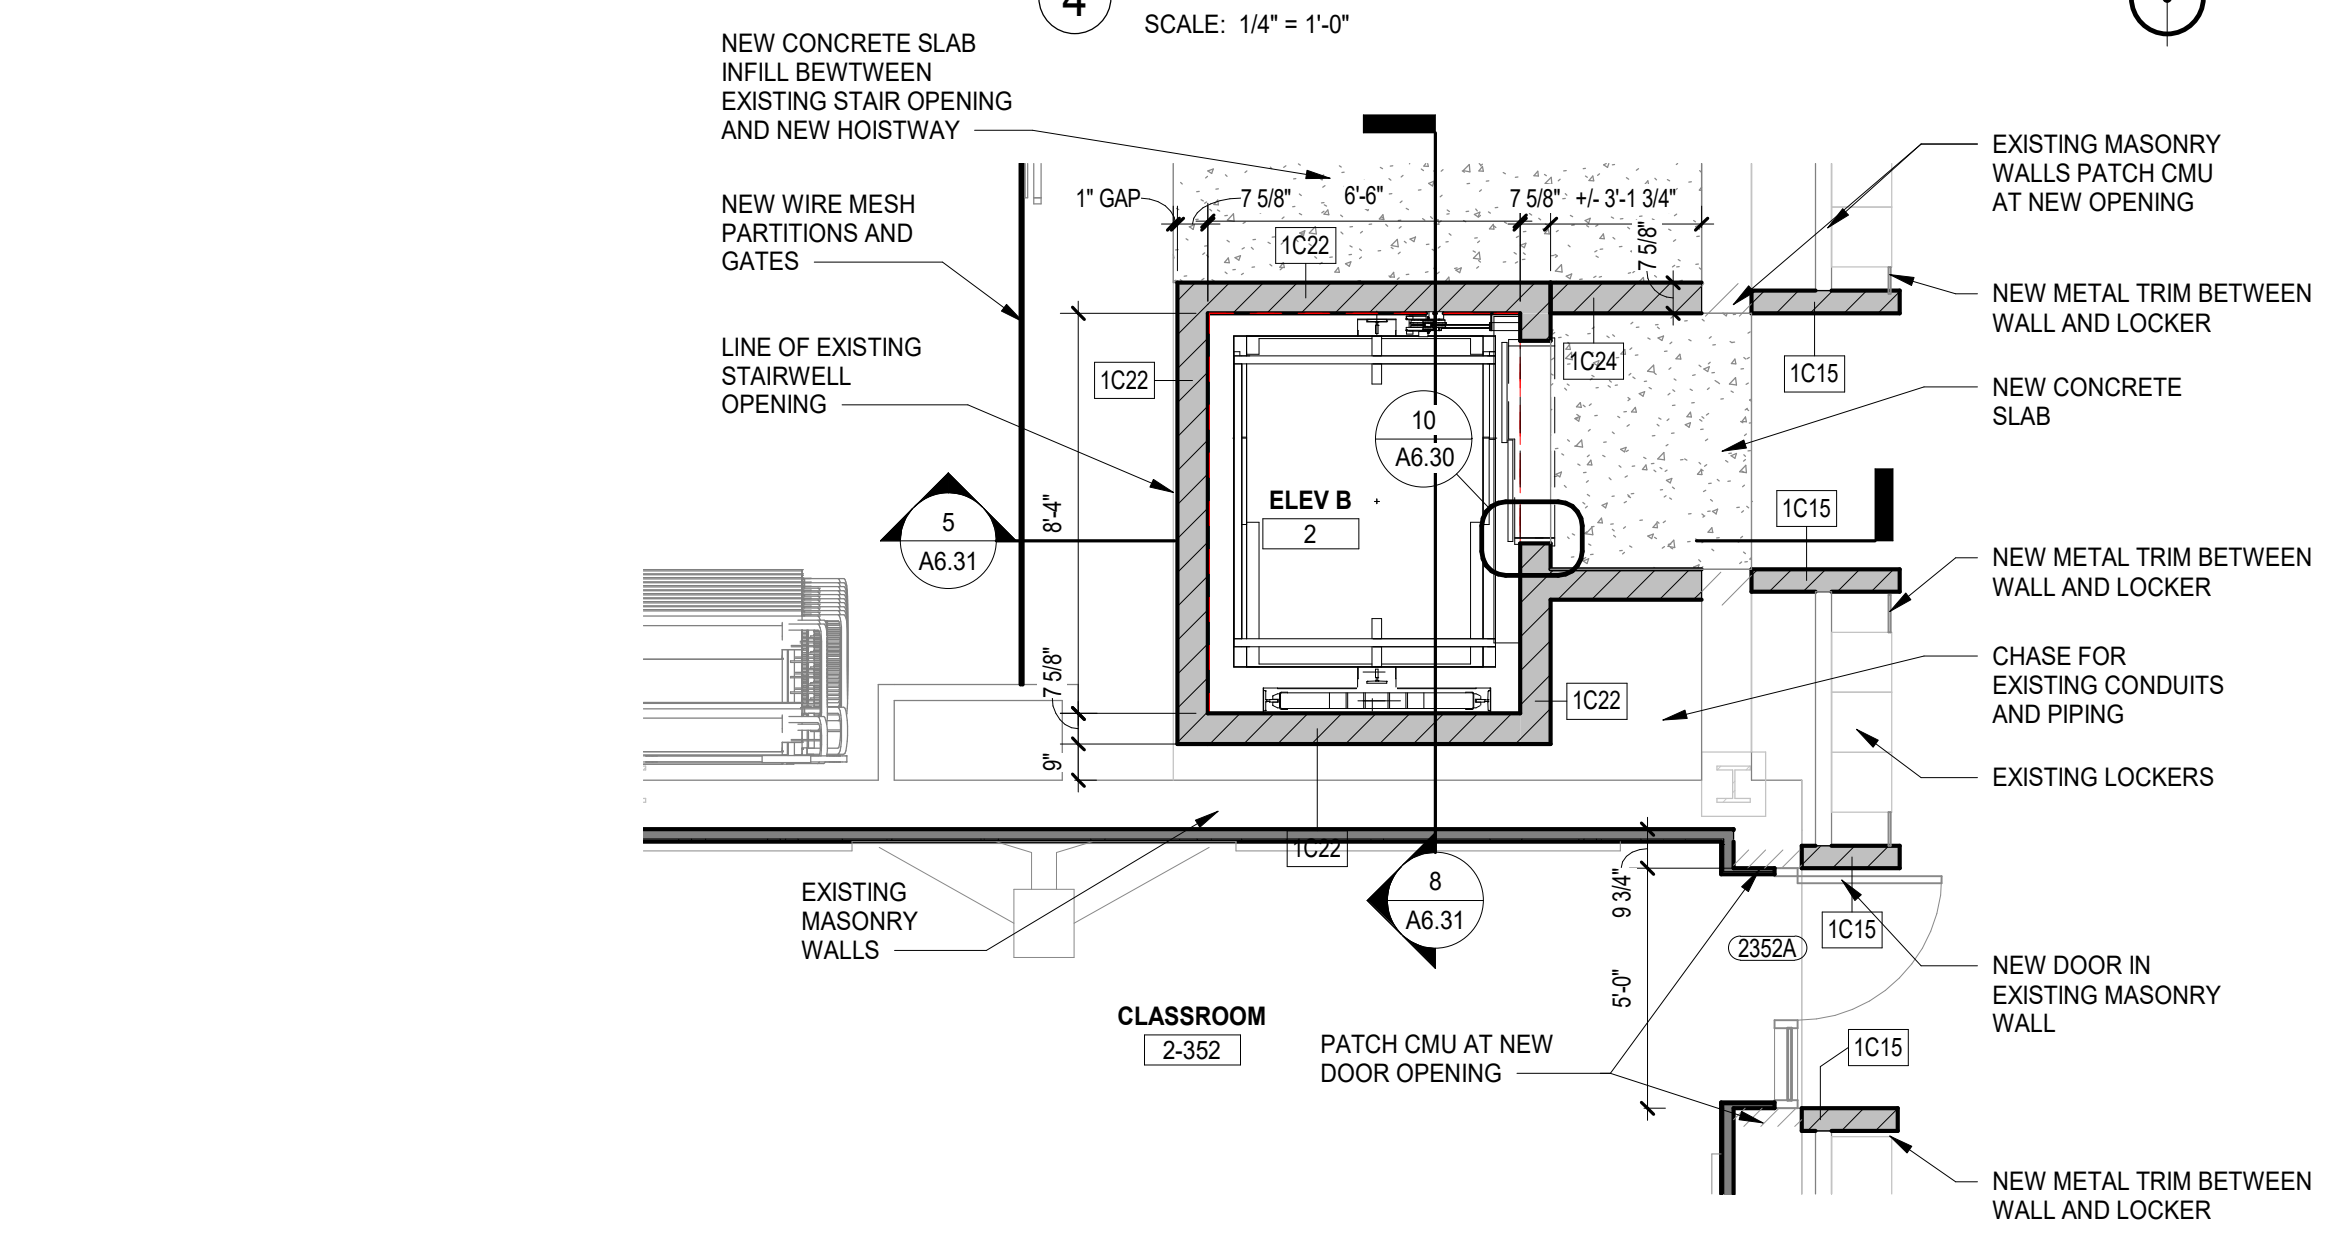 4
SCALE: 1/4" = 1'-0"
NEW CONCRETE SLAB
INFILL BEWTWEEN
EXISTING STAIR OPENING
AND NEW HOISTWAY
NEW WIRE MESH
PARTITIONS AND
GATES
LINE OF EXISTING
STAIRWELL
OPENING
1" GAP
7 5/8"
6'-6"
7 5/8"
+/- 3'-1 3/4"
7 5/8"
1C22
1C22
1C24
1C15
10
A6.30
ELEV B
2
8'-4"
5
A6.31
1C15
7 5/8"
9"
1C22
1C22
EXISTING MASONRY
WALLS PATCH CMU
AT NEW OPENING
NEW METAL TRIM BETWEEN
WALL AND LOCKER
NEW CONCRETE
SLAB
NEW METAL TRIM BETWEEN
WALL AND LOCKER
CHASE FOR
EXISTING CONDUITS
AND PIPING
EXISTING LOCKERS
EXISTING
MASONRY
WALLS
8
A6.31
9 3/4"
5'-0"
1C15
2352A
NEW DOOR IN
EXISTING MASONRY
WALL
CLASSROOM
2-352
PATCH CMU AT NEW
DOOR OPENING
1C15
NEW METAL TRIM BETWEEN
WALL AND LOCKER